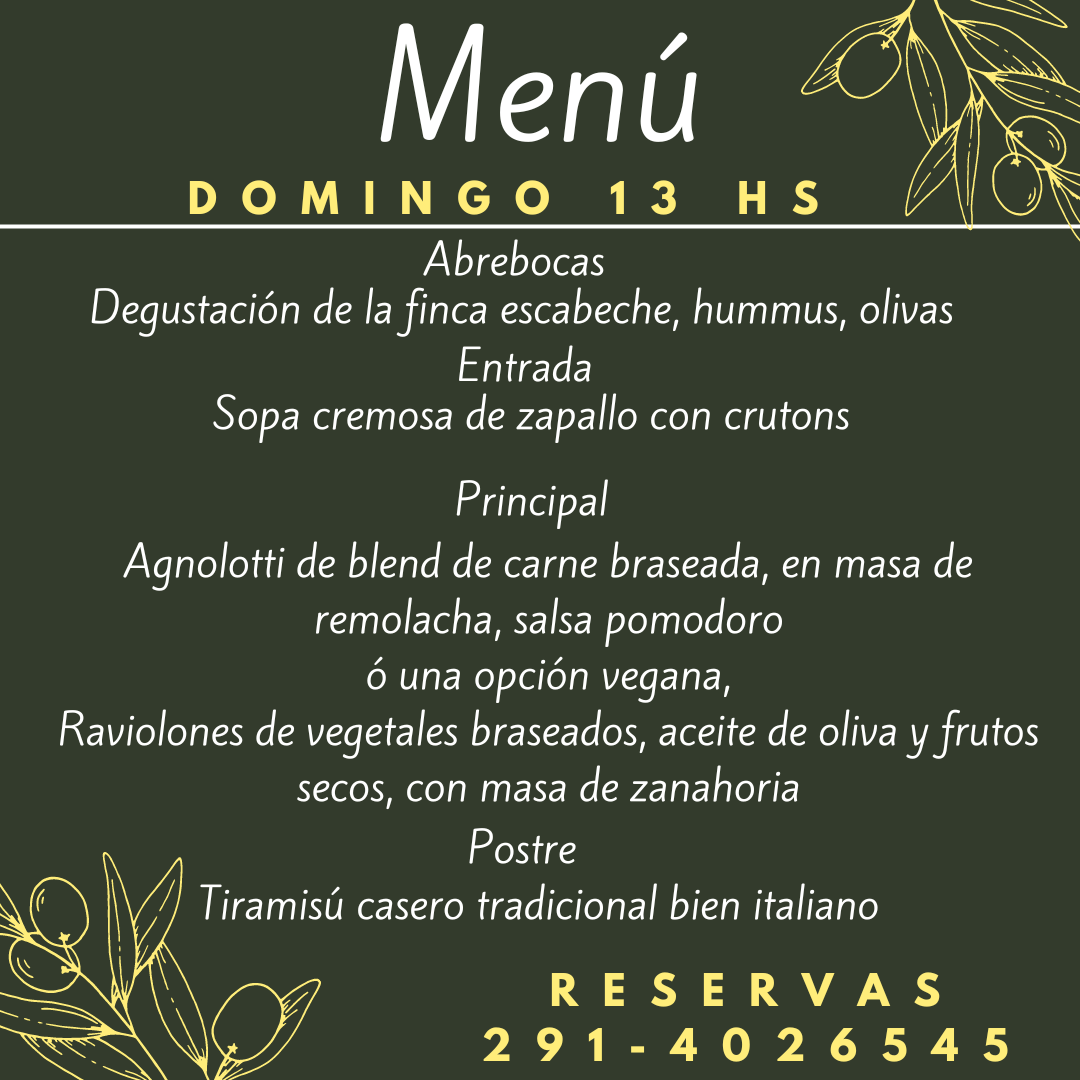 Menú
DOMINGO 13 HS
Abrebocas
Degustación de la finca escabeche, hummus, olivas
Entrada
Sopa cremosa de zapallo con crutons
Principal
Agnolotti de blend de carne braseada, en masa de
remolacha, salsa pomodoro
ó una opción vegana,
Raviolones de vegetales braseados, aceite de oliva y frutos
secos, con masa de zanahoria
Postre
Tiramisú casero tradicional bien italiano
RESERVAS
291-4026545